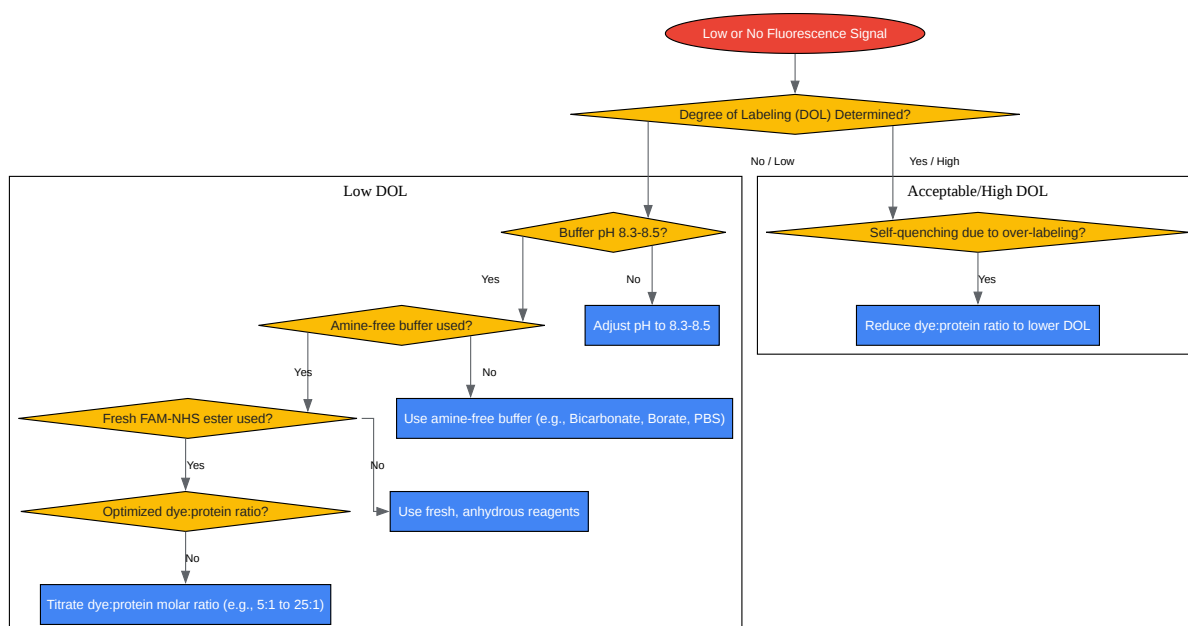 Low or No Fluorescence Signal
Degree of Labeling (DOL) Determined?
No / Low
Yes / High
Low DOL
Acceptable/High DOL
Buffer pH 8.3-8.5?
Self-quenching due to over-labeling?
Yes
No
Yes
Amine-free buffer used?
Adjust pH to 8.3-8.5
Reduce dye:protein ratio to lower DOL
Yes
No
Fresh FAM-NHS ester used?
Use amine-free buffer (e.g., Bicarbonate, Borate, PBS)
Yes
No
Optimized dye:protein ratio?
Use fresh, anhydrous reagents
No
Titrate dye:protein molar ratio (e.g., 5:1 to 25:1)